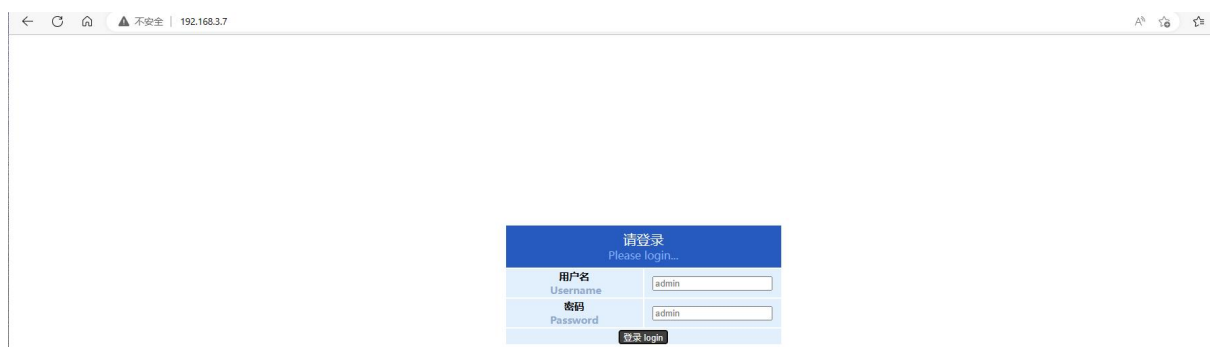 不安全 | 192.168.3.7
请登录
Please login...
用户名
Username
admin
密码
Password
admin
登录 login